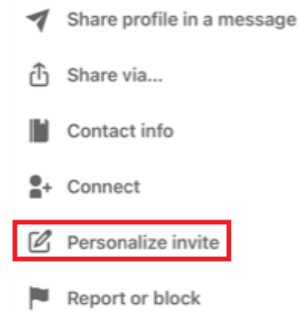 Share profile in a message
Share via...
Contact info
Connect
Personalize invite
Report or block